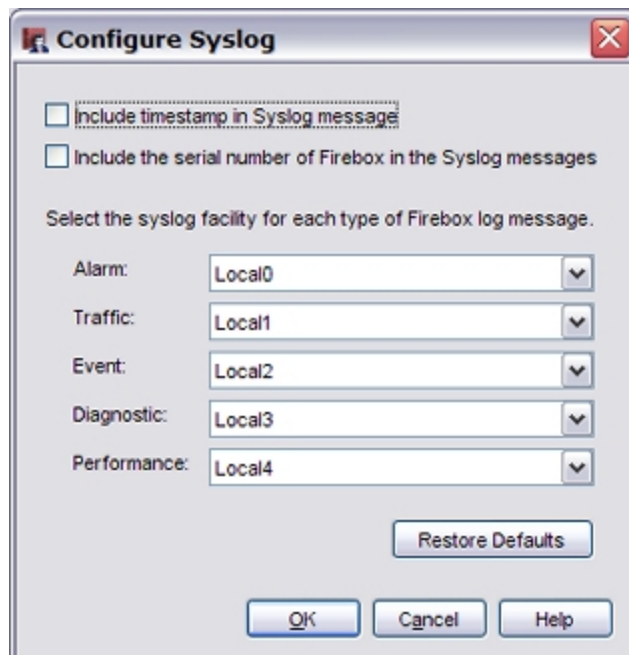 Configure Syslog
Include timestamp in Syslog message
Include the serial number of Firebox in the Syslog messages
Select the syslog facility for each type of Firebox log message.
Alarm: Local0
Traffic: Local1
Event: Local2
Diagnostic: Local3
Performance: Local4
Restore Defaults
OK Cancel Help